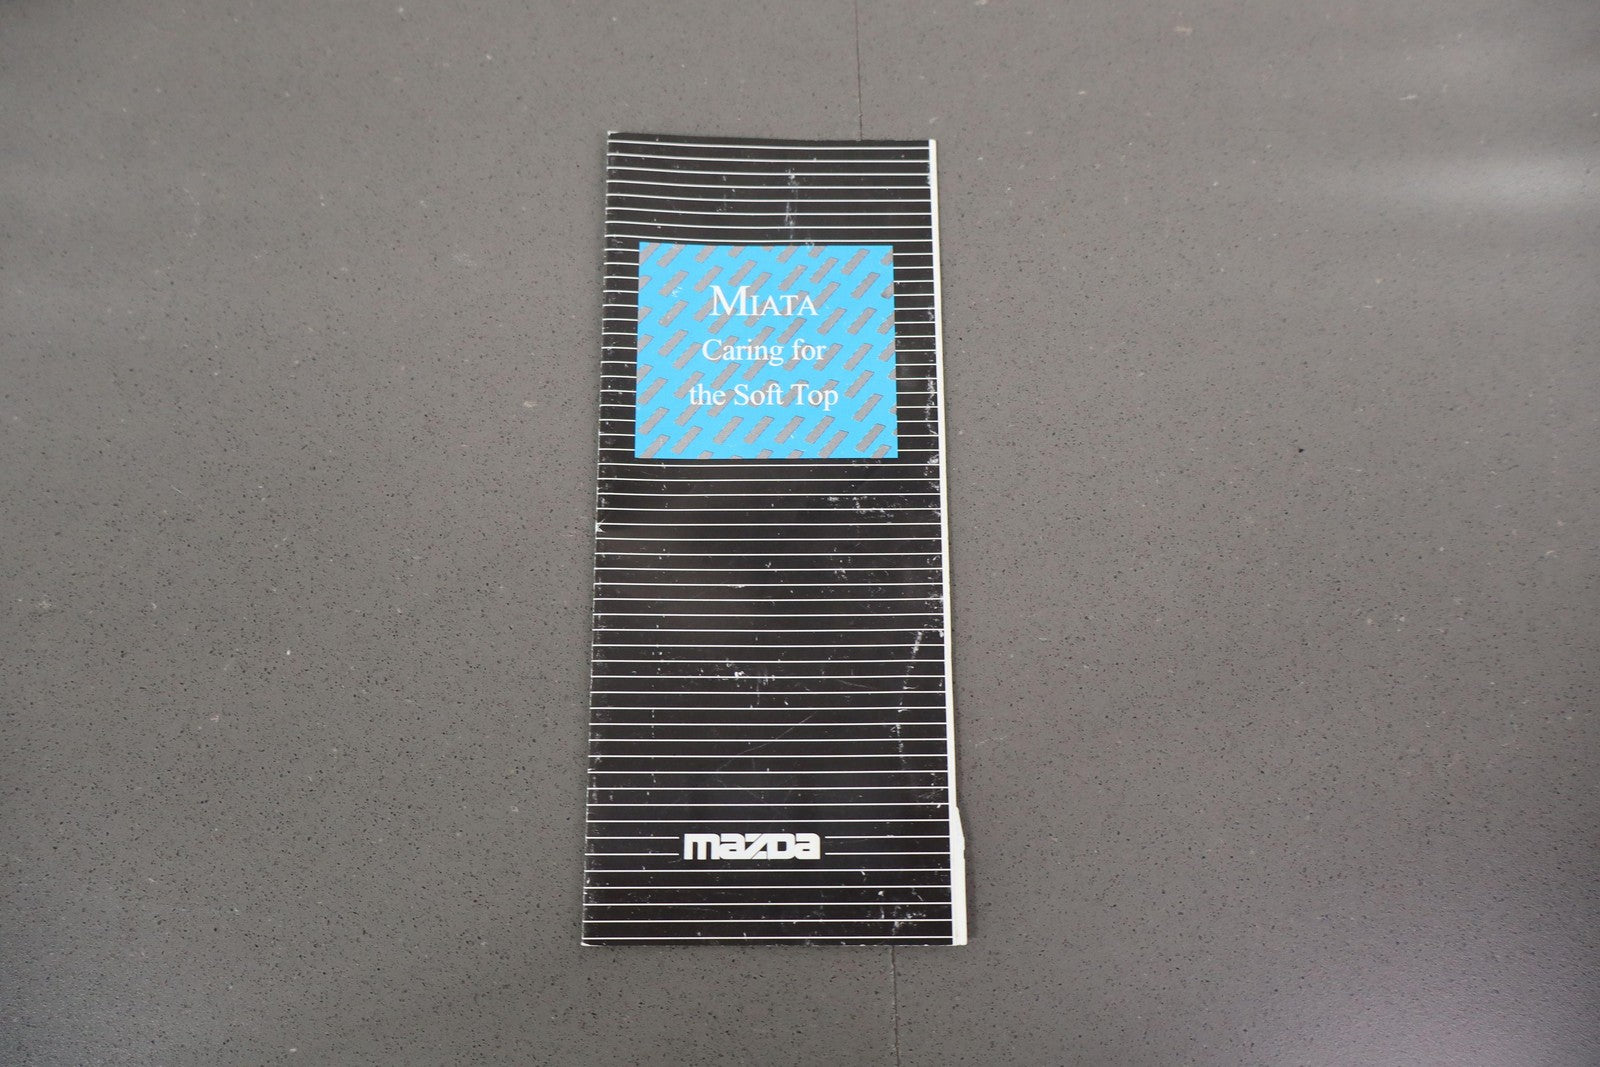 MIATA
Caring for
the Soft Top
mazda